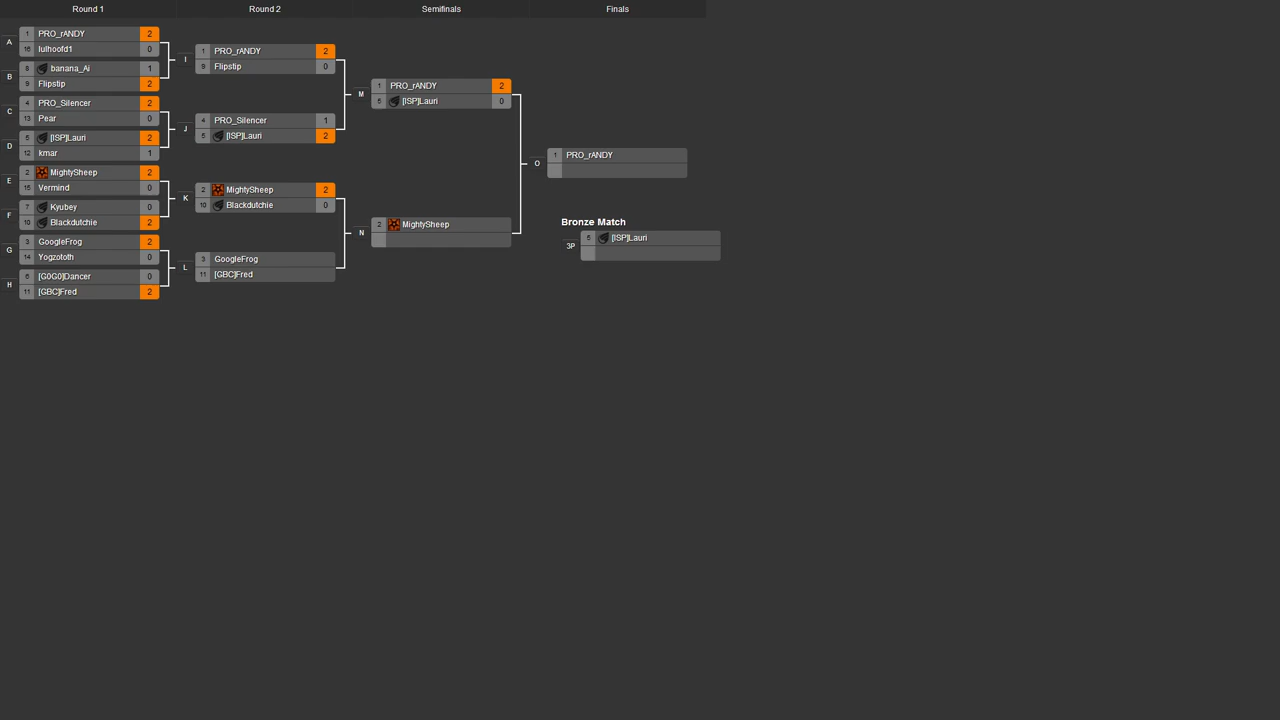 Round 1
Round 2
Semifinals
Finals
A
1 PRO_rANDY 2
16 lulhoofd1 0
B
8 banana_Ai 1
9 Flipstip 2
C
4 PRO_Silencer 2
13 Pear 0
D
5 [ISP]Lauri 2
12 kmar 1
E
2 MightySheep 2
15 Vermind 0
F
7 Kyubey 0
10 Blackdutchie 2
G
3 GoogleFrog 2
14 Yogzototh 0
H
6 [G0G0]Dancer 0
11 [GBC]Fred 2
I
1 PRO_rANDY 2
9 Flipstip 0
J
4 PRO_Silencer 1
5 [ISP]Lauri 2
K
2 MightySheep 2
10 Blackdutchie 0
L
3 GoogleFrog
11 [GBC]Fred
M
1 PRO_rANDY 2
5 [ISP]Lauri 0
N
2 MightySheep
O
1 PRO_rANDY
Bronze Match
3P
5 [ISP]Lauri